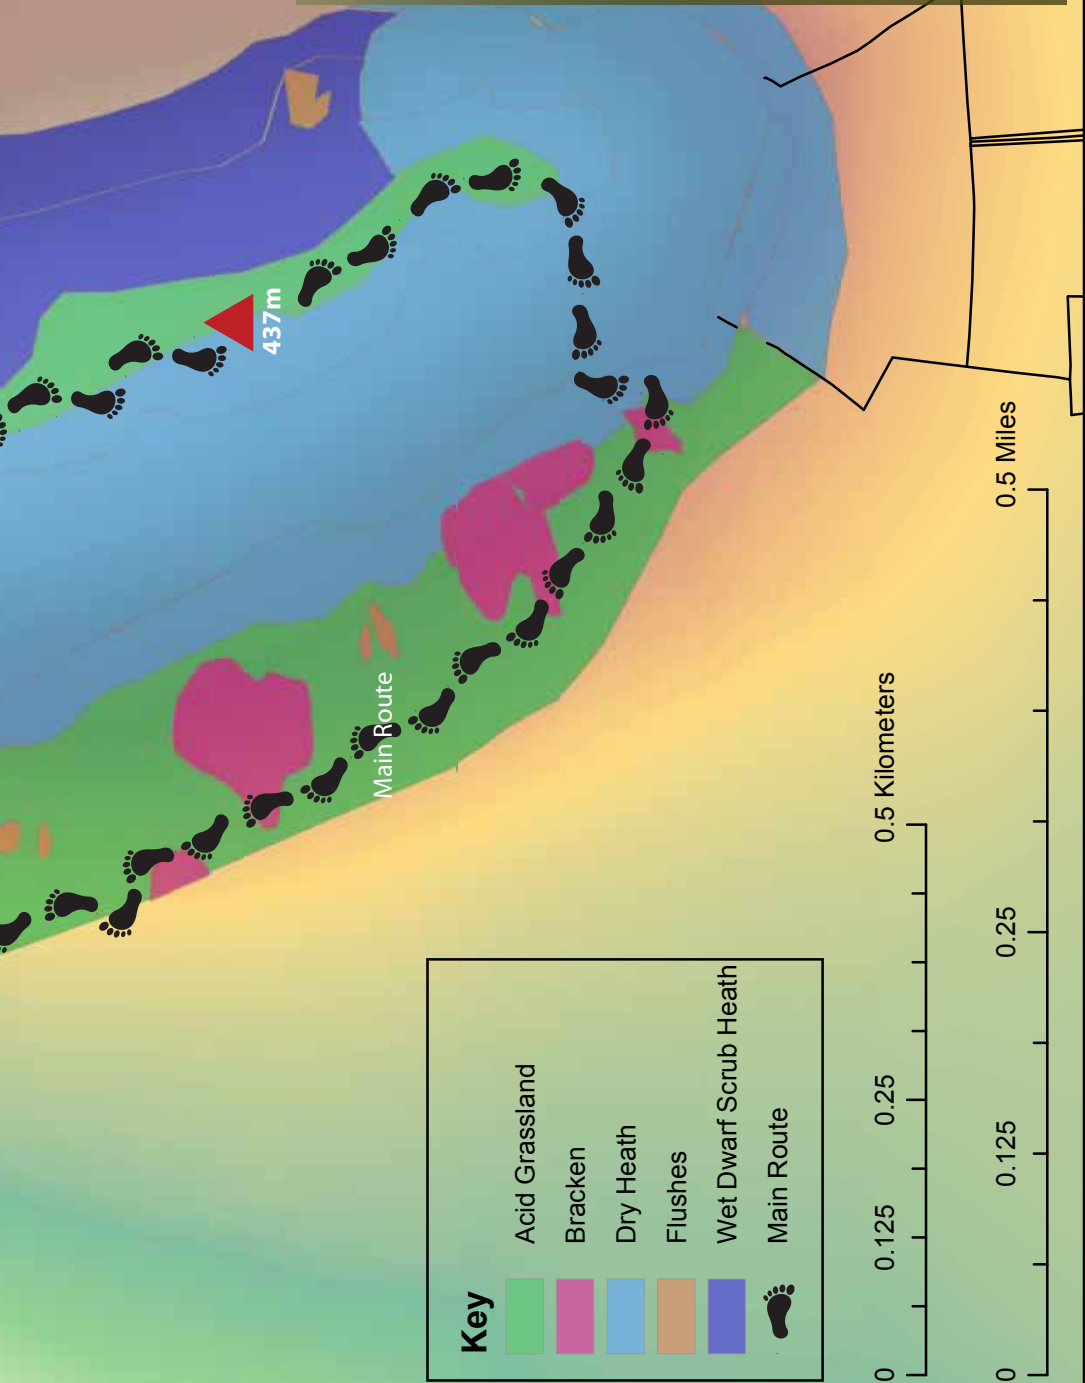 437m
Main Route
Key
Acid Grassland
Bracken
Dry Heath
Flushes
Wet Dwarf Scrub Heath
Main Route
0 0.125 0.25 0.5 Kilometers
0 0.125 0.25 0.5 Miles